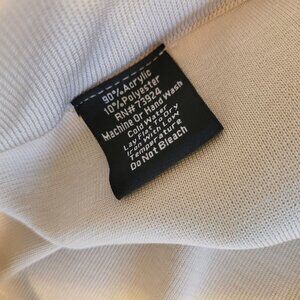 90% Acrylic
10% Polyester
RN# 73924
Machine Or Hand Wash
Cold Water
Lay Flat To Dry
Iron With Low
Temperature
Do Not Bleach